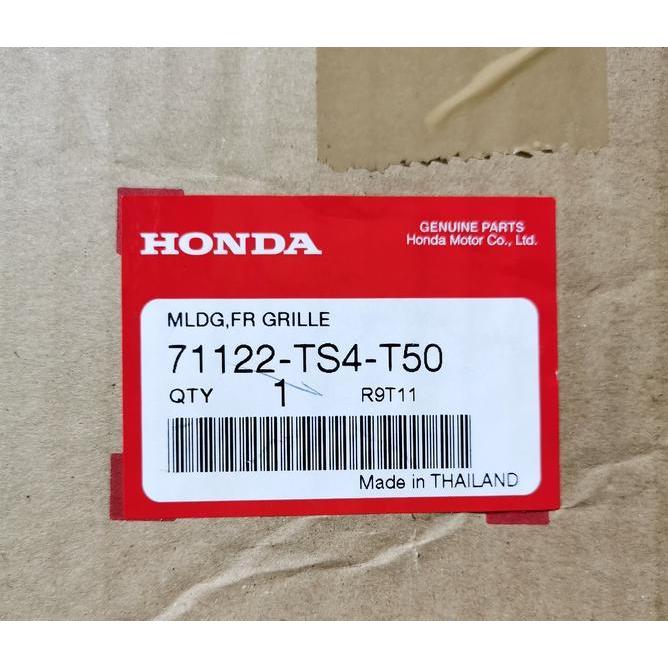 HONDA
GENUINE PARTS
Honda Motor Co., Ltd.
MLDG,FR GRILLE
71122-TS4-T50
QTY 1 R9T11
Made in THAILAND